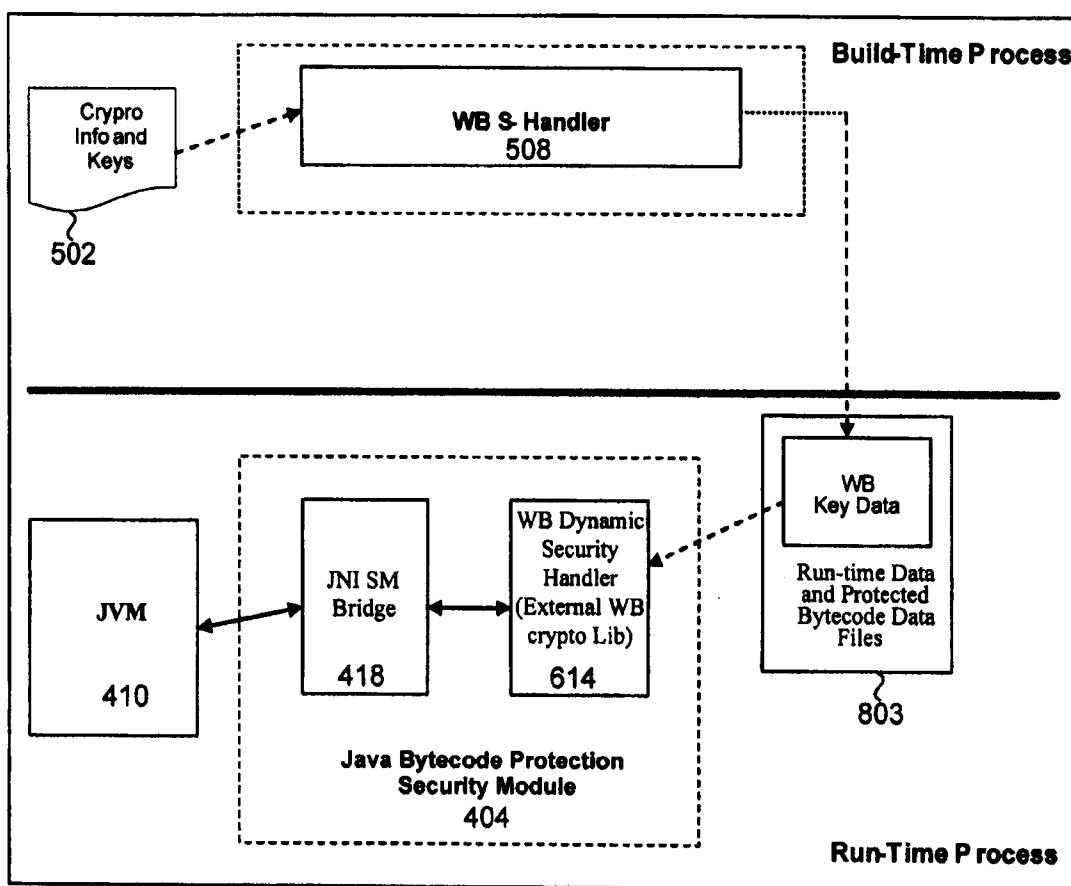 Build-Time Process
Crypro
Info and
Keys
502
WB S-Handler
508
WB
Key Data
Run-time Data
and Protected
Bytecode Data
Files
803
JVM
410
JNI SM
Bridge
418
WB Dynamic
Security
Handler
(External WB
crypto Lib)
614
Java Bytecode Protection
Security Module
404
Run-Time Process